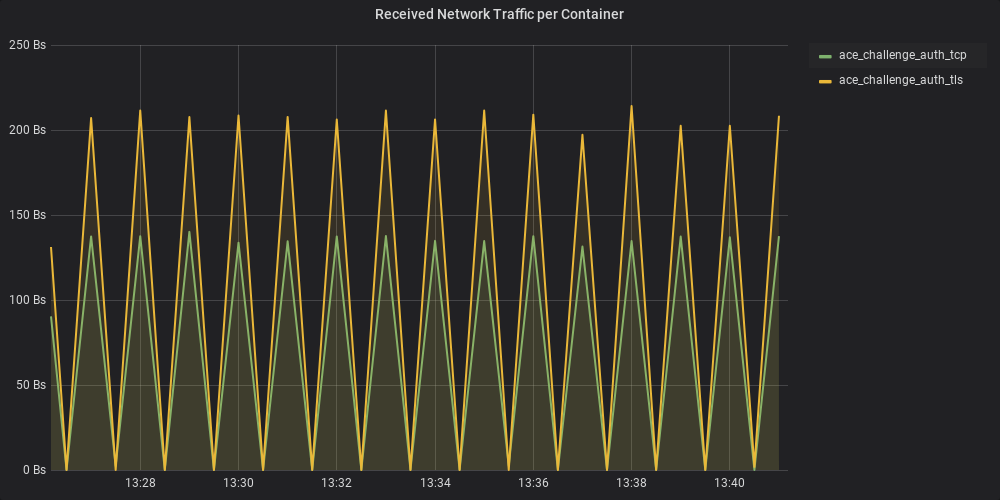 Received Network Traffic per Container
250 Bs
200 Bs
150 Bs
100 Bs
50 Bs
0 Bs
13:28 13:30 13:32 13:34 13:36 13:38 13:40
ace_challenge_auth_tcp
ace_challenge_auth_tls